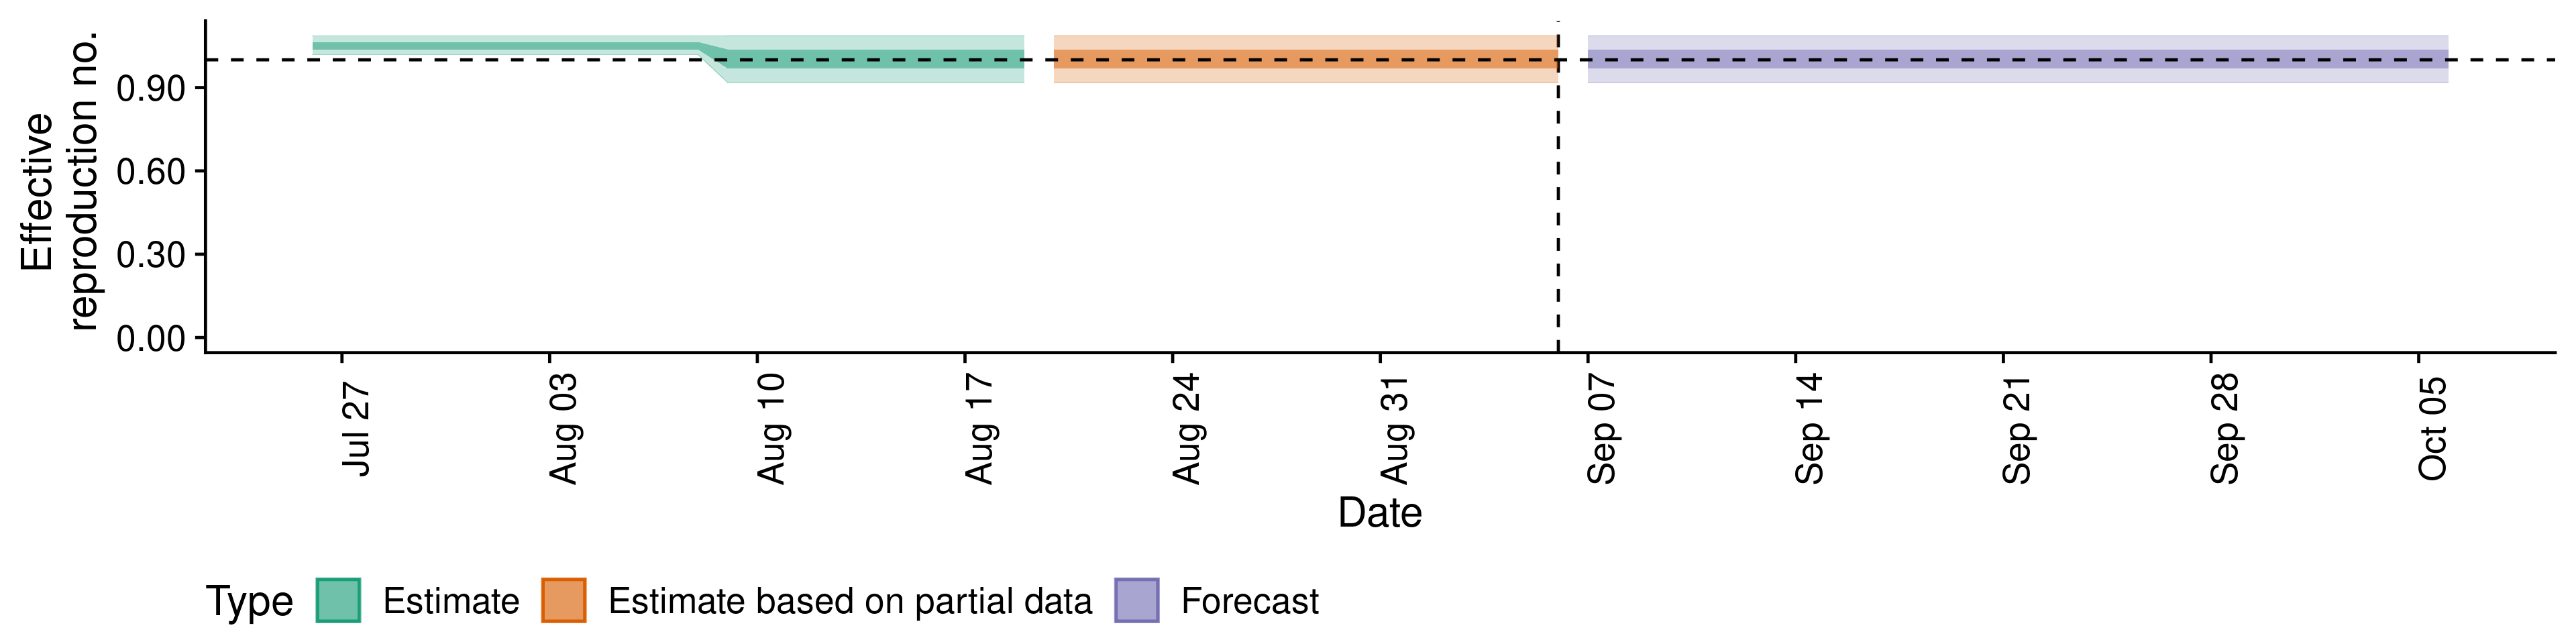 Effective
reproduction no.
0.90
0.60
0.30
0.00
Jul 27
Aug 03
Aug 10
Aug 17
Aug 24
Aug 31
Sep 07
Sep 14
Sep 21
Sep 28
Oct 05
Date
Type Estimate Estimate based on partial data Forecast